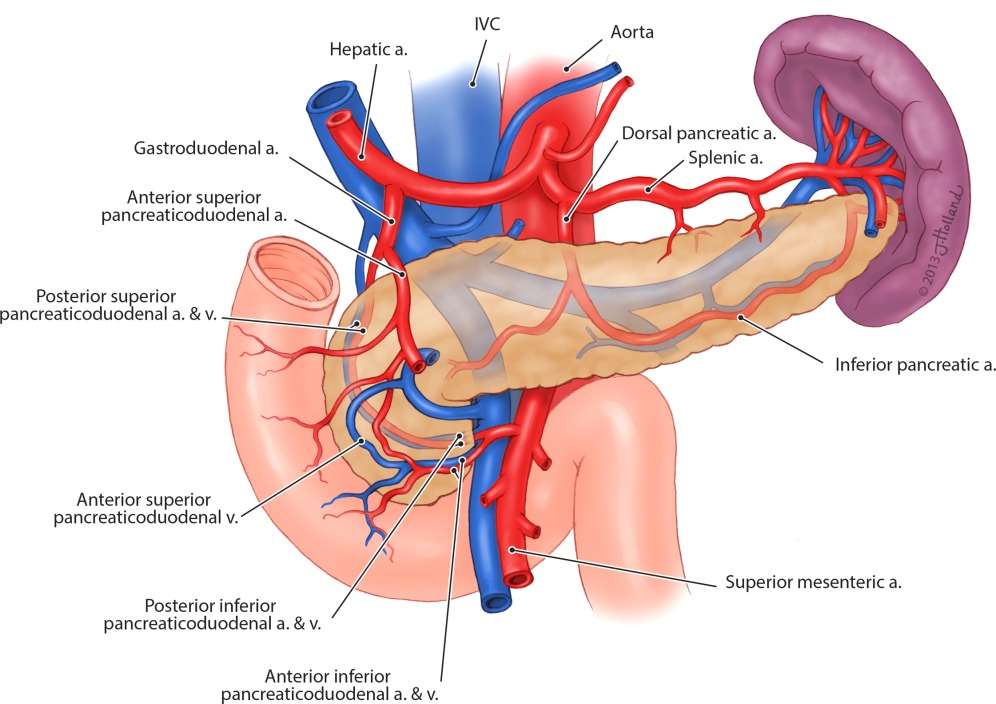 IVC
Aorta
Hepatic a.
Dorsal pancreatic a.
Gastroduodenal a.
Splenic a.
Anterior superior
pancreaticoduodenal a.
Posterior superior
pancreaticoduodenal a. & v.
Inferior pancreatic a.
Anterior superior
pancreaticoduodenal v.
Superior mesenteric a.
Posterior inferior
pancreaticoduodenal a. & v.
Anterior inferior
pancreaticoduodenal a. & v.
© 2013 J. Holland